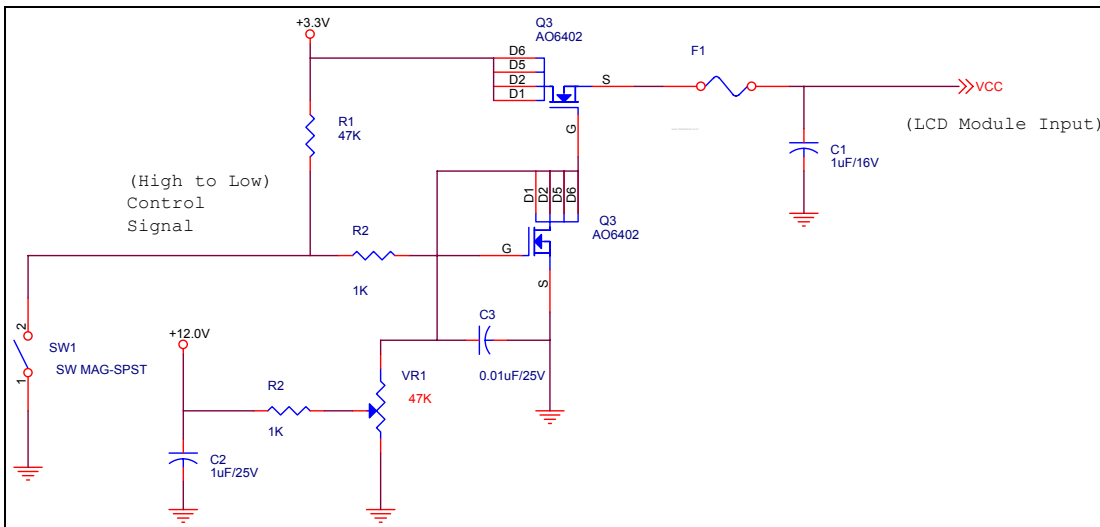 +3.3V
Q3
AO6402
D6
D5
D2
D1
S
G
F1
VCC
(LCD Module Input)
R1
47K
C1
1uF/16V
(High to Low)
Control
Signal
D1
D2
D5
D6
Q3
AO6402
R2
1K
G
S
2
1
SW1
SW MAG-SPST
+12.0V
C3
0.01uF/25V
R2
1K
VR1
47K
C2
1uF/25V